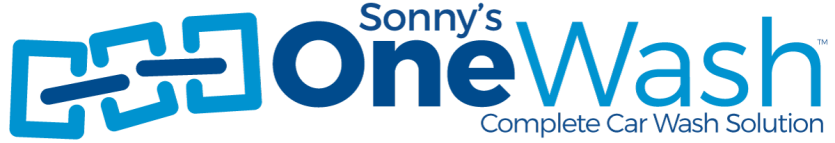 Sonny's
OneWash™
Complete Car Wash Solution